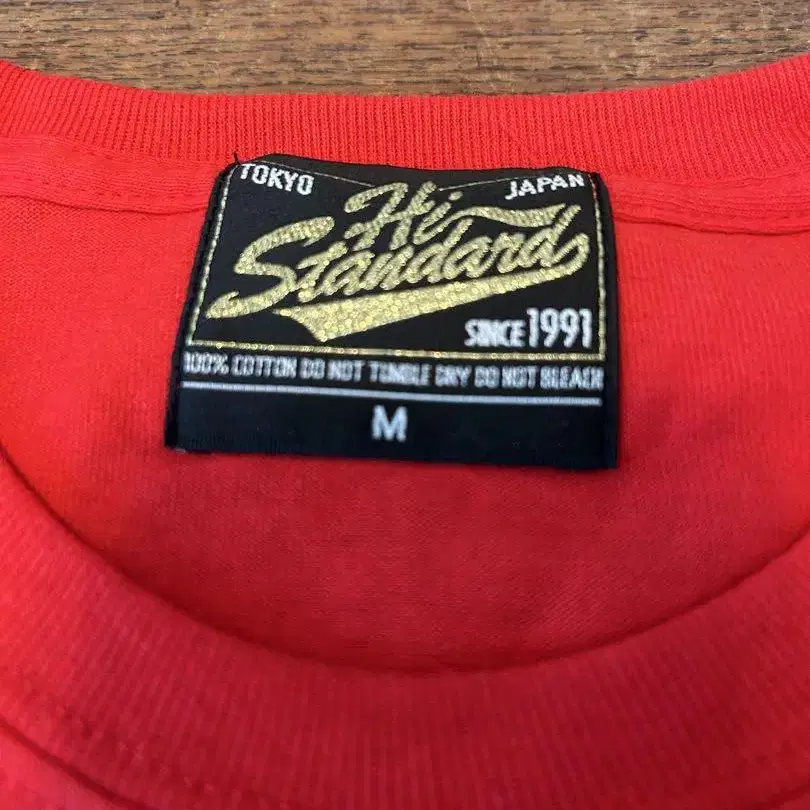 TOKYO JAPAN
Hi
Standard
SINCE 1991
100% COTTON DO NOT TUMBLE DRY DO NOT BLEACH
M